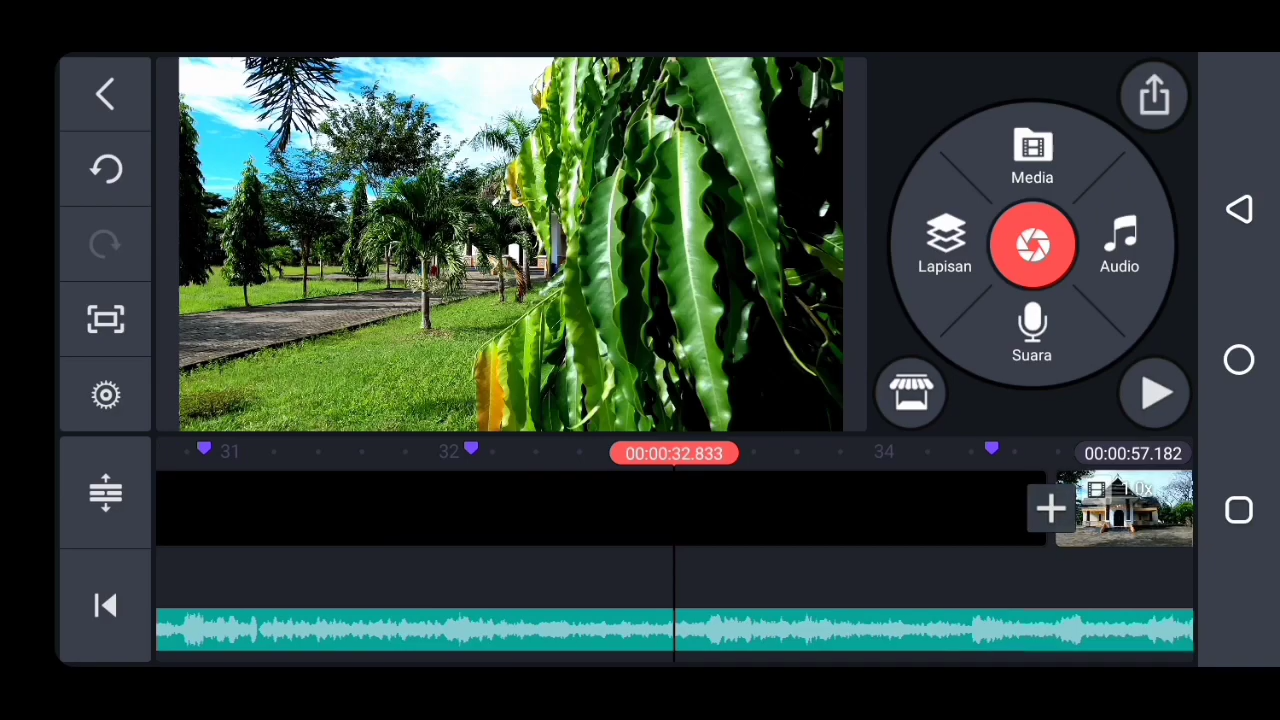 Media
Lapisan
Audio
Suara
31
32
00:00:32.833
34
00:00:57.182
1.0x